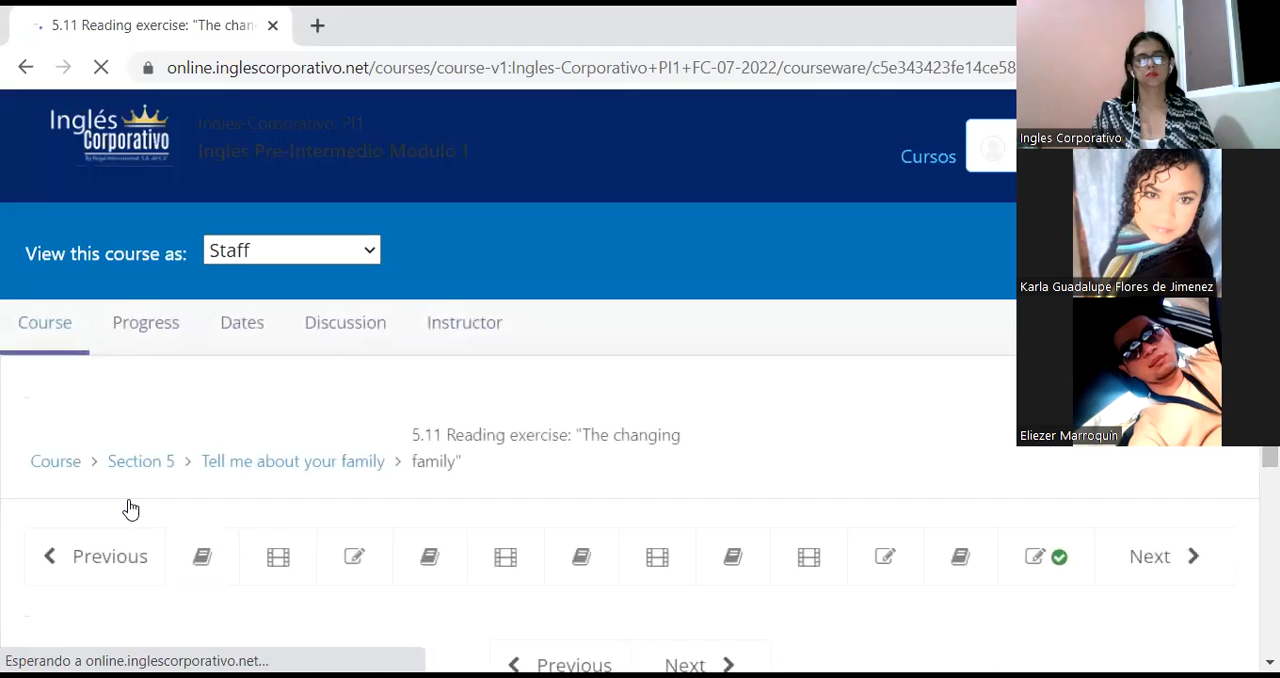 5.11 Reading exercise: "The chan
online.inglescorporativo.net/courses/course-v1:Ingles-Corporativo+PI1+FC-07-2022/courseware/c5e343423fe14ce58
Inglés
Corporativo
Ingles-Corporativo: PI1
Inglés Pre-Intermedio Modulo 1
Cursos
View this course as:
Staff
Course
Progress
Dates
Discussion
Instructor
Course > Section 5 > Tell me about your family >
5.11 Reading exercise: "The changing
family"
Previous
Next
Previous
Next
Esperando a online.inglescorporativo.net...
Ingles Corporativo
Karla Guadalupe Flores de Jimenez
Eliezer Marroquin